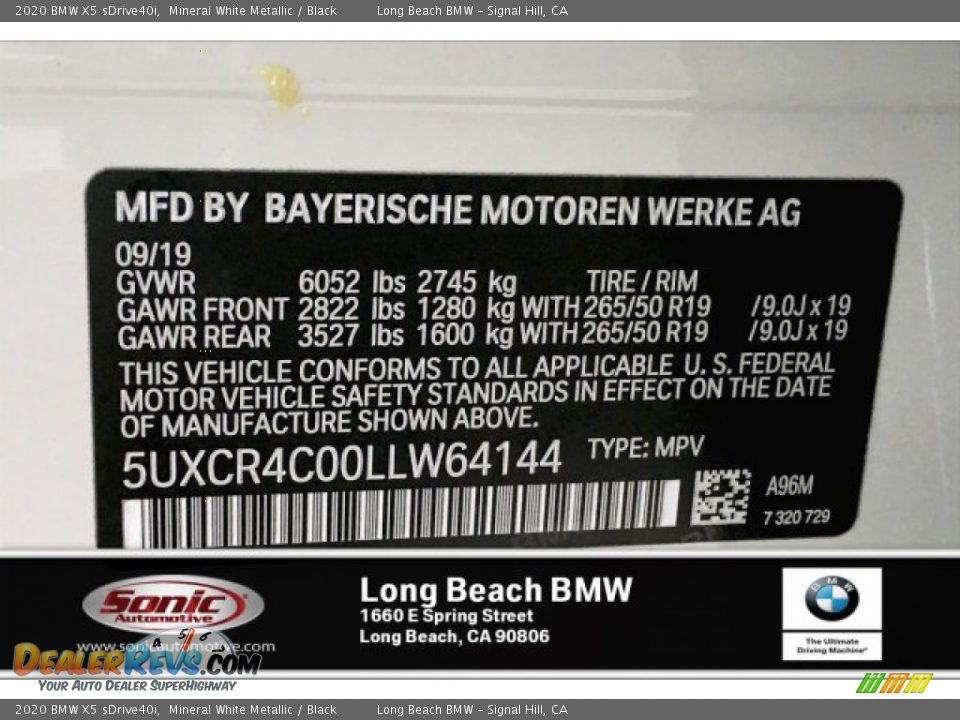 2020 BMW X5 sDrive40i, Mineral White Metallic / Black Long Beach BMW - Signal Hill, CA
MFD BY BAYERISCHE MOTOREN WERKE AG
09/19
GVWR 6052 lbs 2745 kg TIRE / RIM
GAWR FRONT 2822 lbs 1280 kg WITH 265/50 R19 /9.0J x 19
GAWR REAR 3527 lbs 1600 kg WITH 265/50 R19 /9.0J x 19
THIS VEHICLE CONFORMS TO ALL APPLICABLE U. S. FEDERAL
MOTOR VEHICLE SAFETY STANDARDS IN EFFECT ON THE DATE
OF MANUFACTURE SHOWN ABOVE.
5UXCR4C00LLW64144 TYPE: MPV
A96M
7 320 729
Sonic
Automotive
www.sonicautomotive.com
Long Beach BMW
1660 E Spring Street
Long Beach, CA 90806
BMW
The Ultimate
Driving Machine®
4 5 6
DealerRevs.com
Your Auto Dealer SuperHighway
2020 BMW X5 sDrive40i, Mineral White Metallic / Black Long Beach BMW - Signal Hill, CA